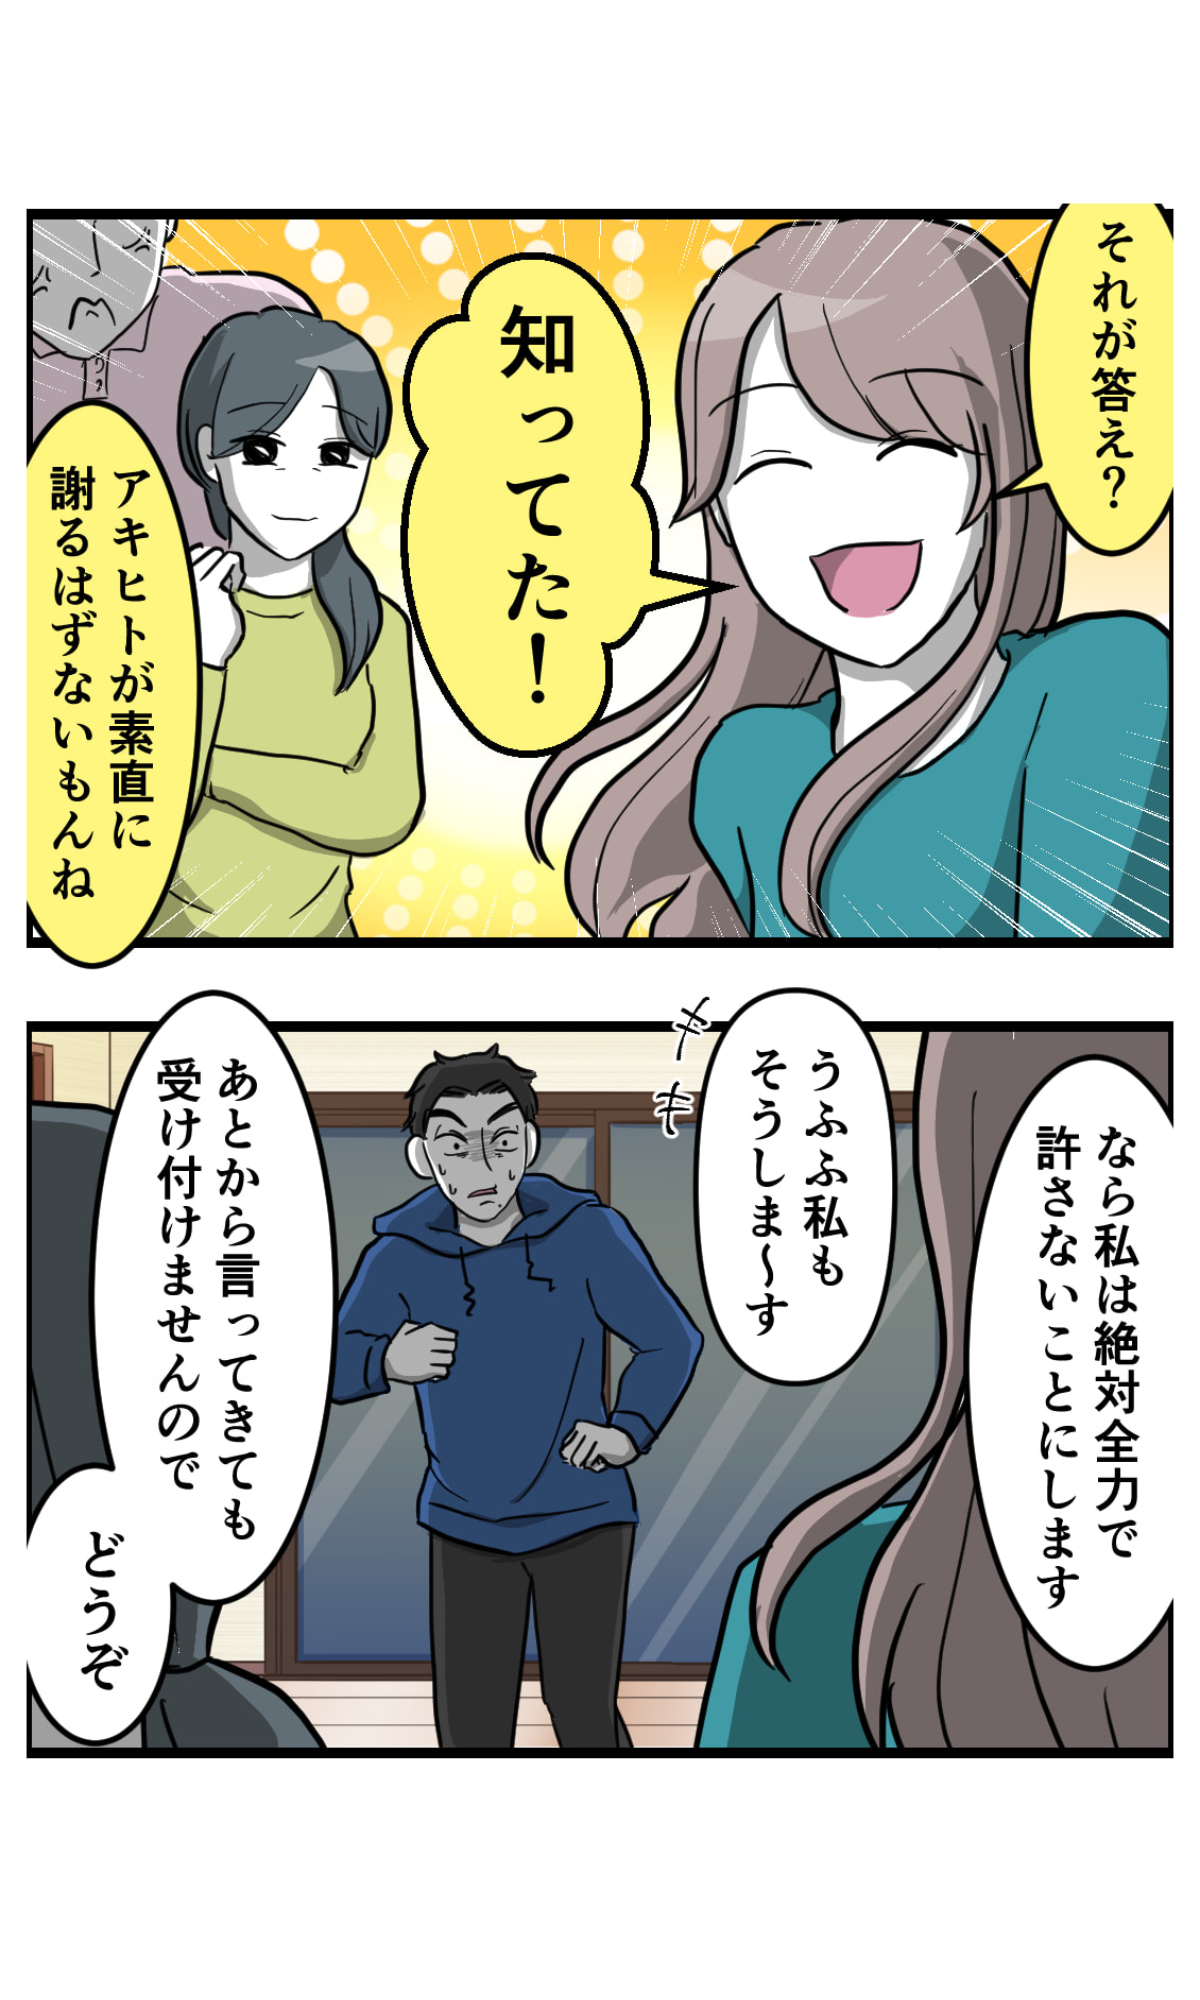 それが答え？
知ってた！
アキヒトが素直に
謝るはずないもんね
なら私は絶対全力で
許さないことにします
うふふ私も
そうしま～す
あとから言ってきても
受け付けませんので
どうぞ